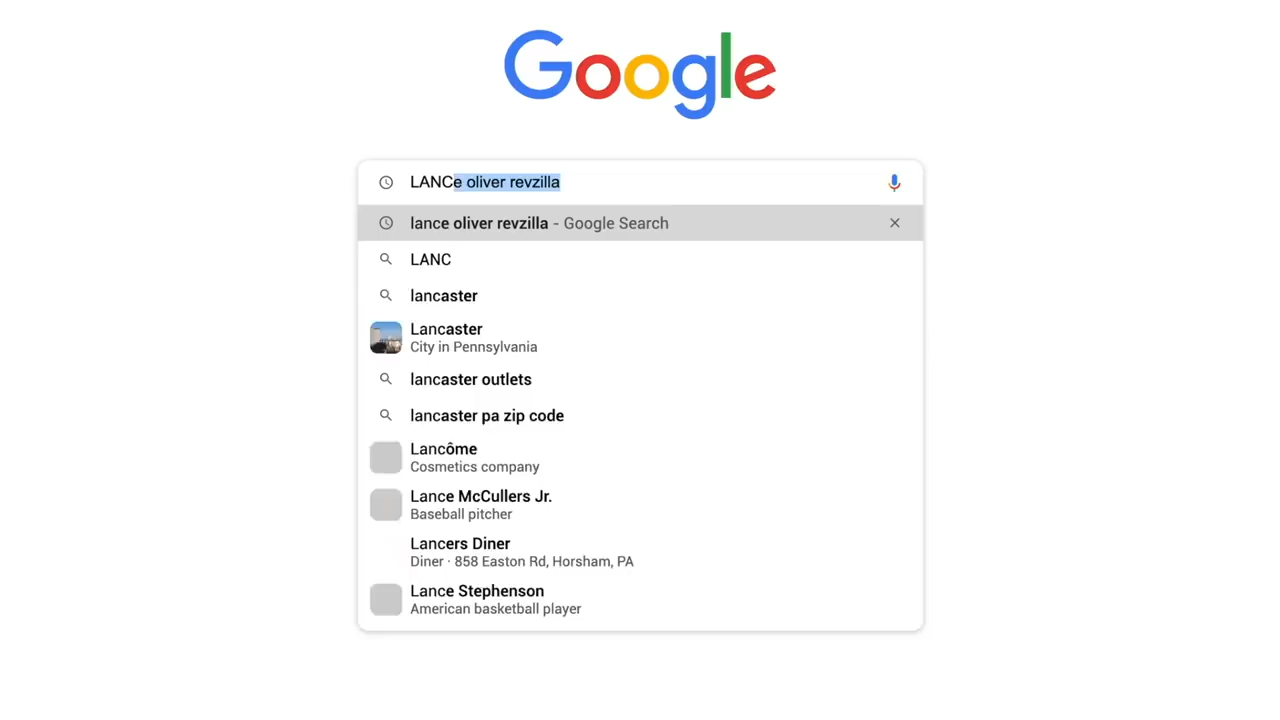 Google
LANCe oliver revzilla
lance oliver revzilla - Google Search
LANC
lancaster
Lancaster
City in Pennsylvania
lancaster outlets
lancaster pa zip code
Lancôme
Cosmetics company
Lance McCullers Jr.
Baseball pitcher
Lancers Diner
Diner · 858 Easton Rd, Horsham, PA
Lance Stephenson
American basketball player